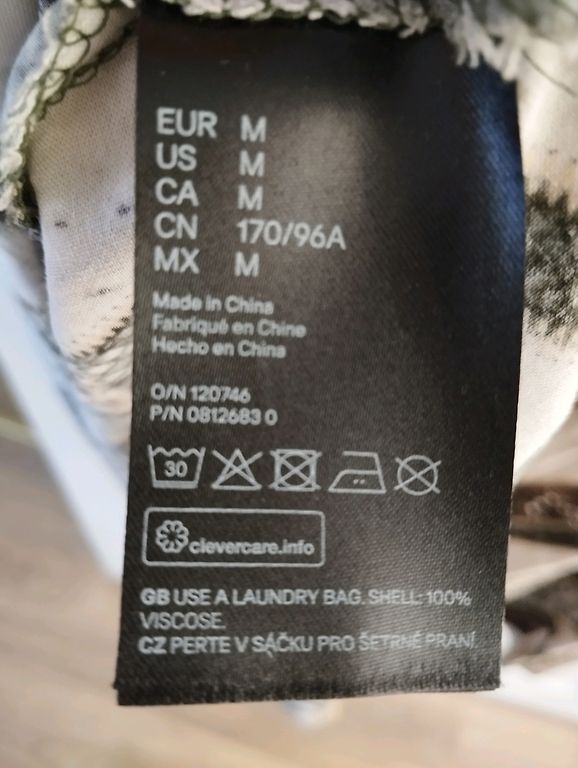 EUR M
US M
CA M
CN 170/96A
MX M
Made in China
Fabriqué en Chine
Hecho en China
O/N 120746
P/N 0812683 0
30
clevercare.info
GB USE A LAUNDRY BAG. SHELL: 100%
VISCOSE.
CZ PERTE V SÁČKU PRO ŠETRNÉ PRANÍ.